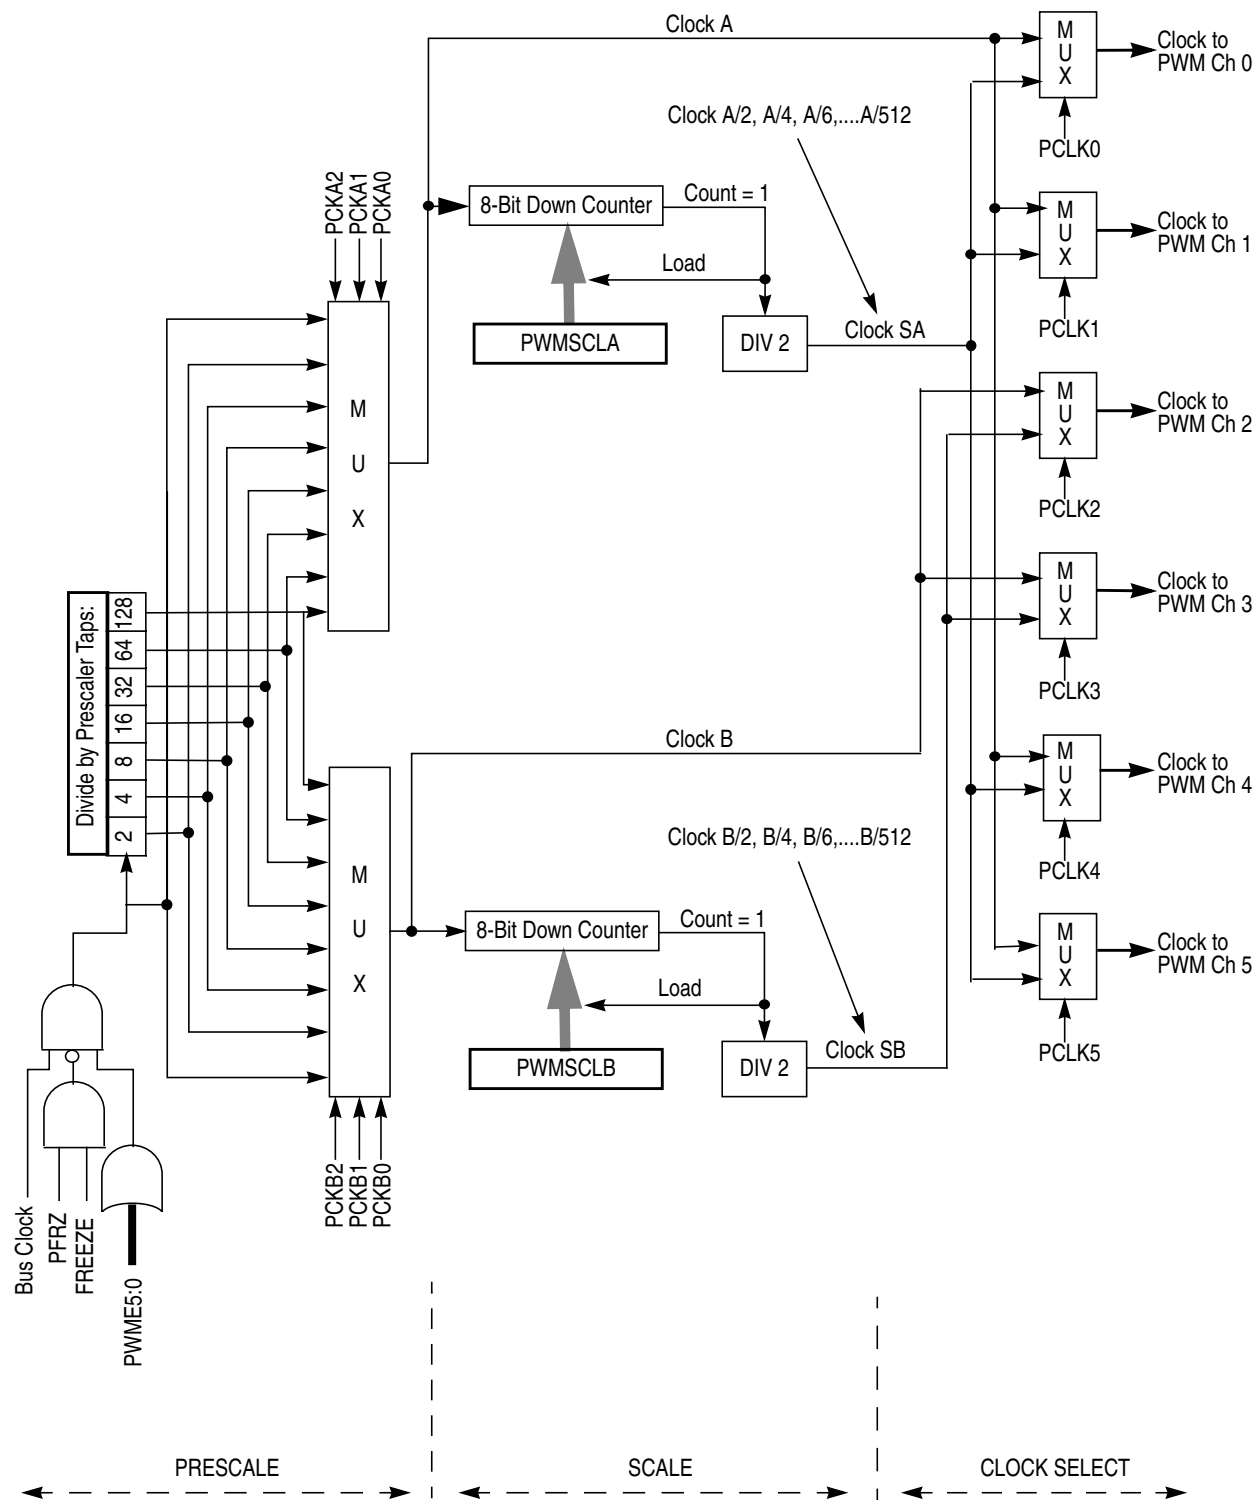 Clock A
M
U
X
Clock to
PWM Ch 0
PCLK0
Clock A/2, A/4, A/6,....A/512
PCKA2
PCKA1
PCKA0
8-Bit Down Counter
Count = 1
Load
PWMSCLA
DIV 2
Clock SA
M
U
X
Clock to
PWM Ch 1
PCLK1
M
U
X
M
U
X
Clock to
PWM Ch 2
PCLK2
M
U
X
Clock to
PWM Ch 3
PCLK3
Divide by Prescaler Taps:
128
64
32
16
8
4
2
Clock B
M
U
X
Clock to
PWM Ch 4
PCLK4
Clock B/2, B/4, B/6,....B/512
M
U
X
8-Bit Down Counter
Count = 1
Load
PWMSCLB
DIV 2
Clock SB
M
U
X
Clock to
PWM Ch 5
PCLK5
PCKB2
PCKB1
PCKB0
Bus Clock
PFRZ
FREEZE
PWME5:0
PRESCALE
SCALE
CLOCK SELECT